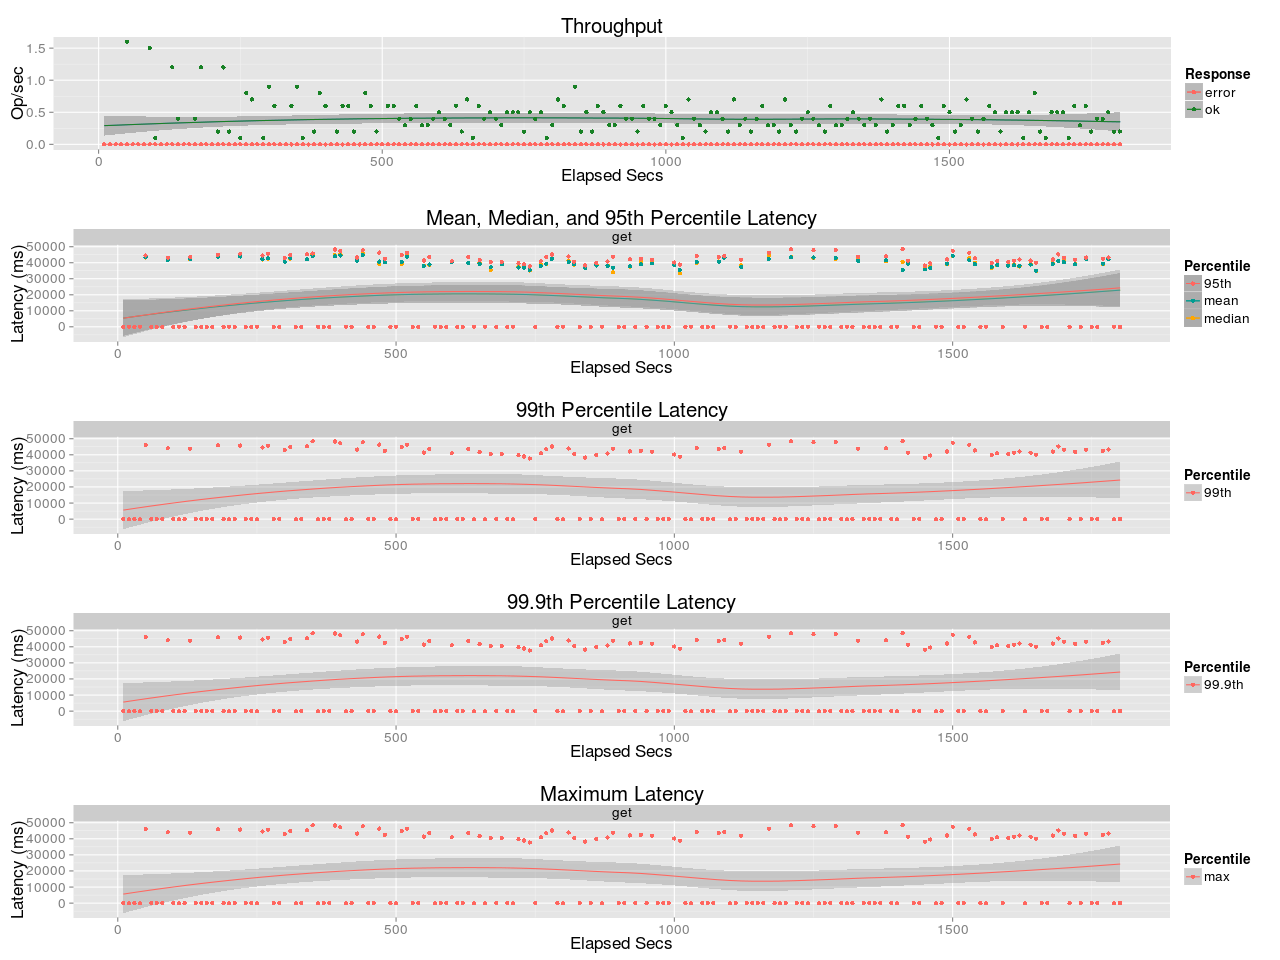 Throughput
Op/sec
1.5
1.0
0.5
0.0
0 500 1000 1500
Elapsed Secs
Response
error
ok
Mean, Median, and 95th Percentile Latency
get
Latency (ms)
50000
40000
30000
20000
10000
0
0 500 1000 1500
Elapsed Secs
Percentile
95th
mean
median
99th Percentile Latency
get
Latency (ms)
50000
40000
30000
20000
10000
0
0 500 1000 1500
Elapsed Secs
Percentile
99th
99.9th Percentile Latency
get
Latency (ms)
50000
40000
30000
20000
10000
0
0 500 1000 1500
Elapsed Secs
Percentile
99.9th
Maximum Latency
get
Latency (ms)
50000
40000
30000
20000
10000
0
0 500 1000 1500
Elapsed Secs
Percentile
max